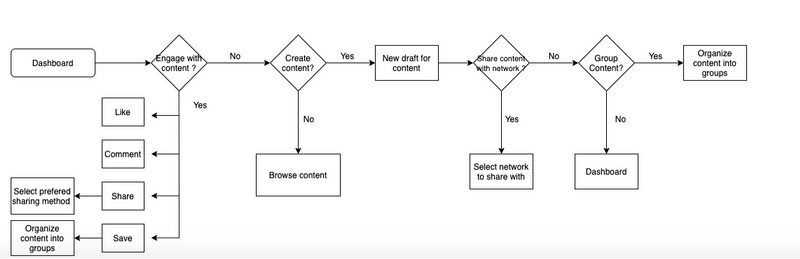 Dashboard
Engage with
content ?
No
Create
content?
Yes
New draft for
content
Share content
with network ?
No
Group
Content?
Yes
Organize
content into
groups
Yes
Like
No
Yes
No
Comment
Browse content
Select network
to share with
Dashboard
Select prefered
sharing method
Share
Organize
content into
groups
Save